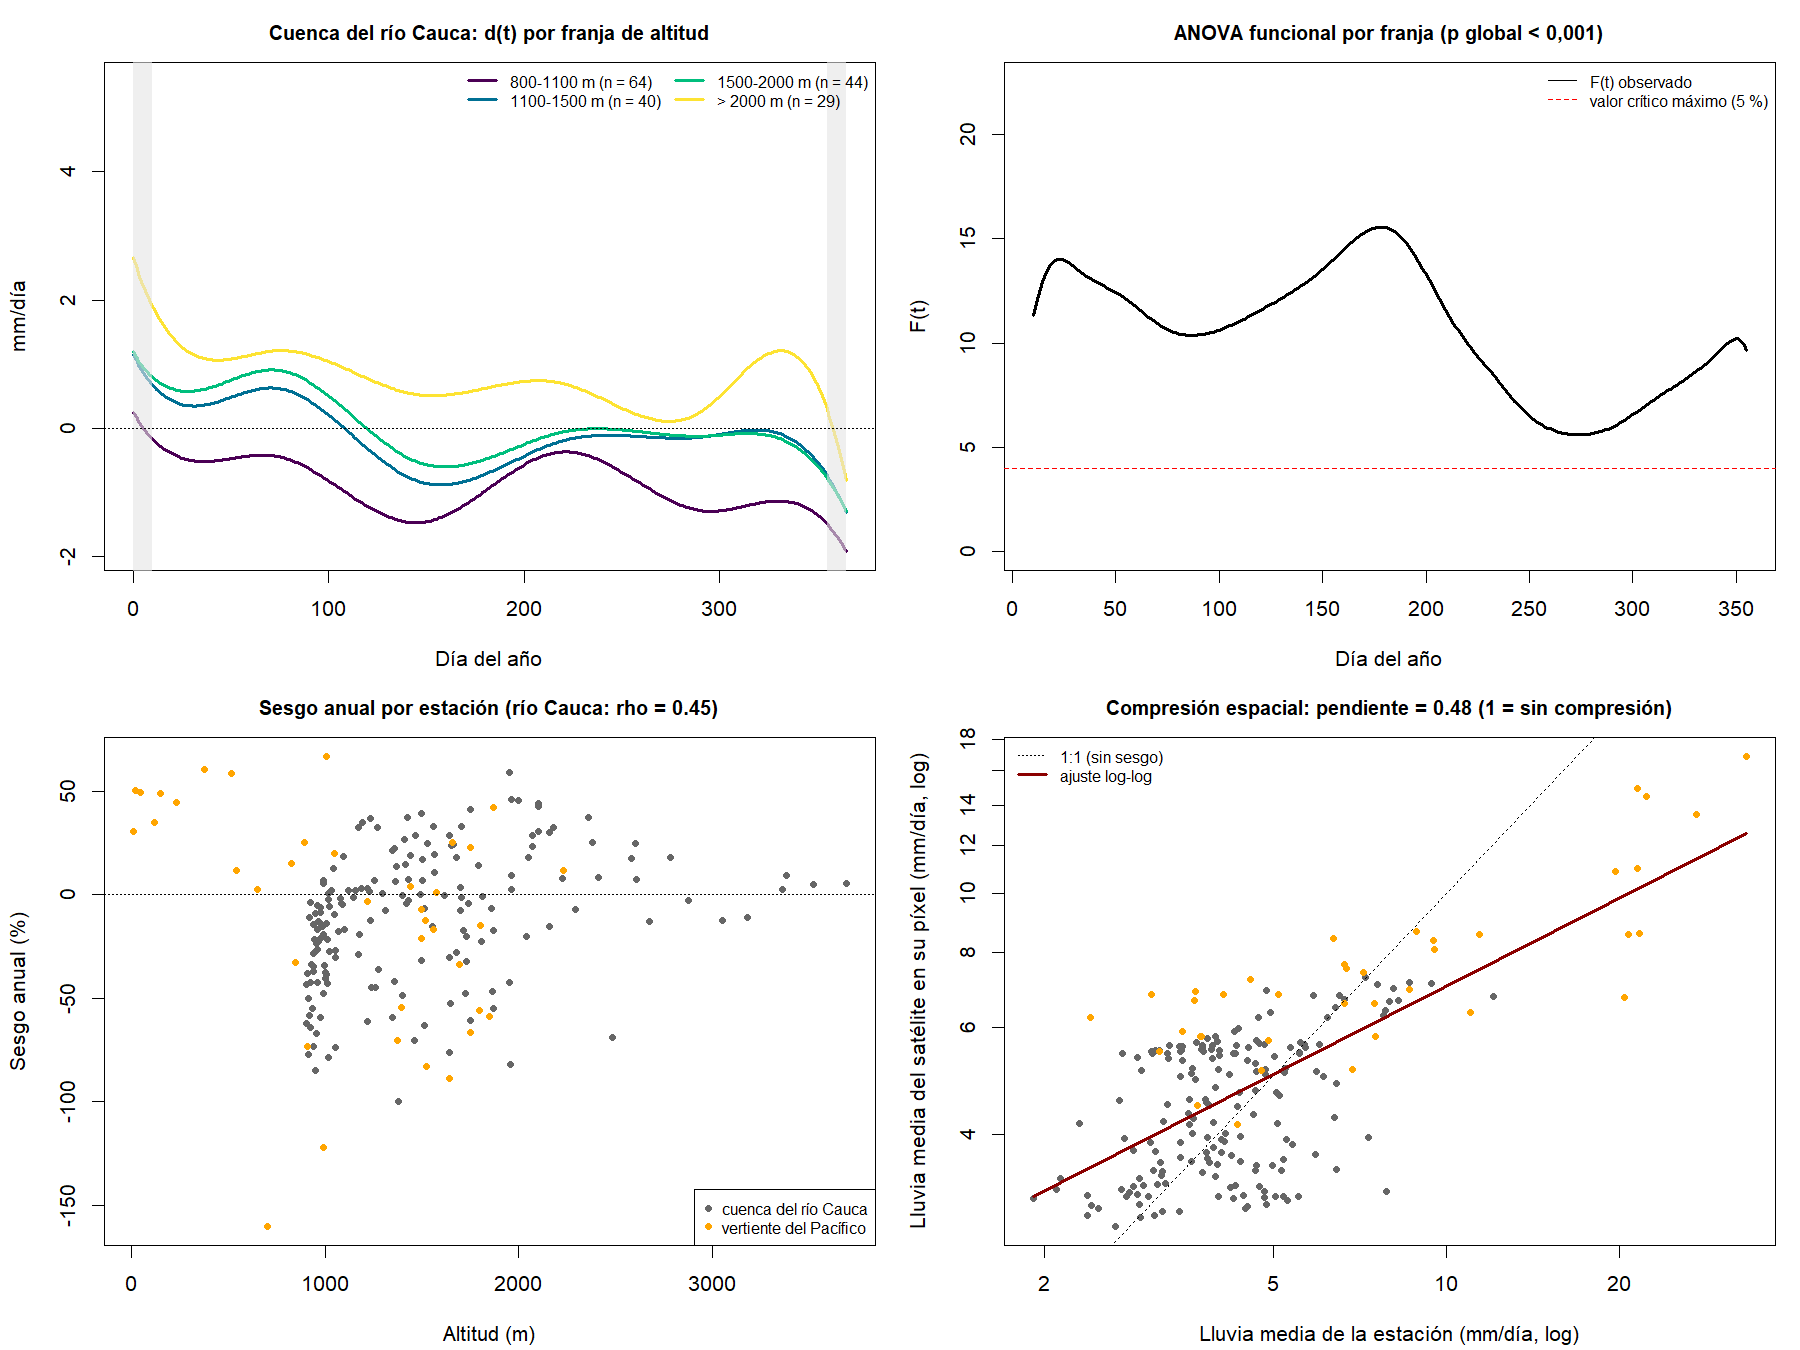 Cuenca del río Cauca: d(t) por franja de altitud
800-1100 m (n = 64)
1100-1500 m (n = 40)
1500-2000 m (n = 44)
> 2000 m (n = 29)
mm/día
4
2
0
-2
0
100
200
300
Día del año
ANOVA funcional por franja (p global < 0,001)
F(t) observado
valor crítico máximo (5 %)
F(t)
20
15
10
5
0
0
50
100
150
200
250
300
350
Día del año
Sesgo anual por estación (río Cauca: rho = 0.45)
Sesgo anual (%)
50
0
-50
-100
-150
cuenca del río Cauca
vertiente del Pacífico
0
1000
2000
3000
Altitud (m)
Compresión espacial: pendiente = 0.48 (1 = sin compresión)
1:1 (sin sesgo)
ajuste log-log
Lluvia media del satélite en su píxel (mm/día, log)
18
14
12
10
8
6
4
2
5
10
20
Lluvia media de la estación (mm/día, log)